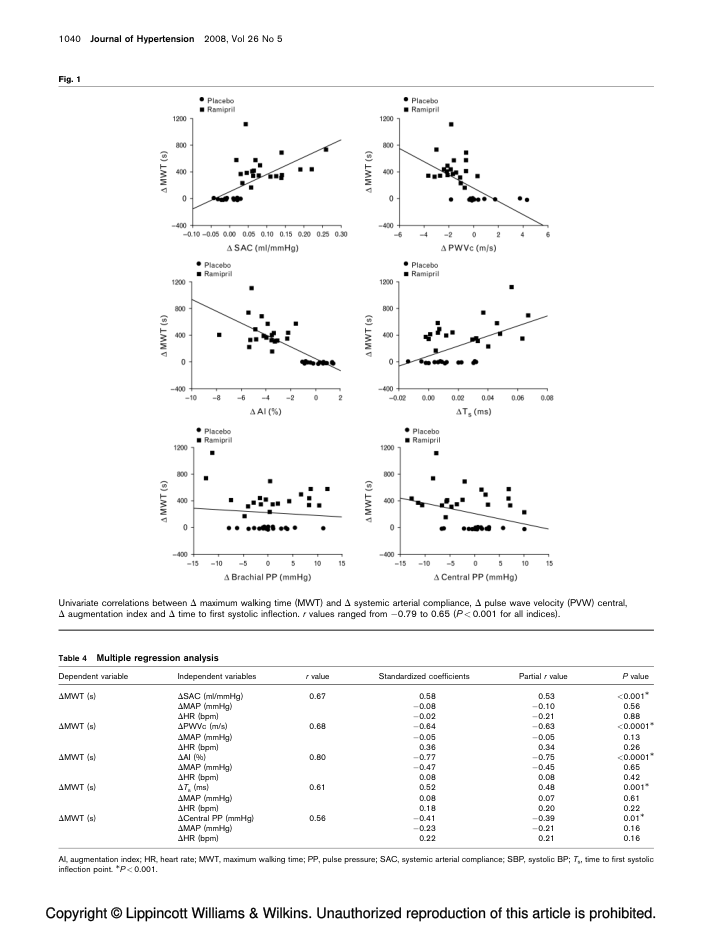 1040 Journal of Hypertension 2008, Vol 26 No 5
Fig. 1
Placebo
Ramipril
1200
800
400
0
−400
Δ MWT (s)
−0.10 −0.05 0.00 0.05 0.10 0.15 0.20 0.25 0.30
Δ SAC (ml/mmHg)
Placebo
Ramipril
1200
800
400
0
−400
Δ MWT (s)
−6 −4 −2 0 2 4 6
Δ PWVc (m/s)
Placebo
Ramipril
1200
800
400
0
−400
Δ MWT (s)
−10 −8 −6 −4 −2 0 2
Δ AI (%)
Placebo
Ramipril
1200
800
400
0
−400
Δ MWT (s)
−0.02 0.00 0.02 0.04 0.06 0.08
ΔTs (ms)
Placebo
Ramipril
1200
800
400
0
−400
Δ MWT (s)
−15 −10 −5 0 5 10 15
Δ Brachial PP (mmHg)
Placebo
Ramipril
1200
800
400
0
−400
Δ MWT (s)
−15 −10 −5 0 5 10 15
Δ Central PP (mmHg)
Univariate correlations between Δ maximum walking time (MWT) and Δ systemic arterial compliance, Δ pulse wave velocity (PVW) central,
Δ augmentation index and Δ time to first systolic inflection. r values ranged from −0.79 to 0.65 (P < 0.001 for all indices).
Table 4 Multiple regression analysis
Dependent variable Independent variables r value Standardized coefficients Partial r value P value
ΔMWT (s) ΔSAC (ml/mmHg) 0.67 0.58 0.53 <0.001*
ΔMAP (mmHg) −0.08 −0.10 0.56
ΔHR (bpm) −0.02 −0.21 0.88
ΔMWT (s) ΔPWVc (m/s) 0.68 −0.64 −0.63 <0.0001*
ΔMAP (mmHg) −0.05 −0.05 0.13
ΔHR (bpm) 0.36 0.34 0.26
ΔMWT (s) ΔAI (%) 0.80 −0.77 −0.75 <0.0001*
ΔMAP (mmHg) −0.47 −0.45 0.65
ΔHR (bpm) 0.08 0.08 0.42
ΔMWT (s) ΔTs (ms) 0.61 0.52 0.48 0.001*
ΔMAP (mmHg) 0.08 0.07 0.61
ΔHR (bpm) 0.18 0.20 0.22
ΔMWT (s) ΔCentral PP (mmHg) 0.56 −0.41 −0.39 0.01*
ΔMAP (mmHg) −0.23 −0.21 0.16
ΔHR (bpm) 0.22 0.21 0.16
AI, augmentation index; HR, heart rate; MWT, maximum walking time; PP, pulse pressure; SAC, systemic arterial compliance; SBP, systolic BP; Ts, time to first systolic
inflection point. *P < 0.001.
Copyright © Lippincott Williams & Wilkins. Unauthorized reproduction of this article is prohibited.